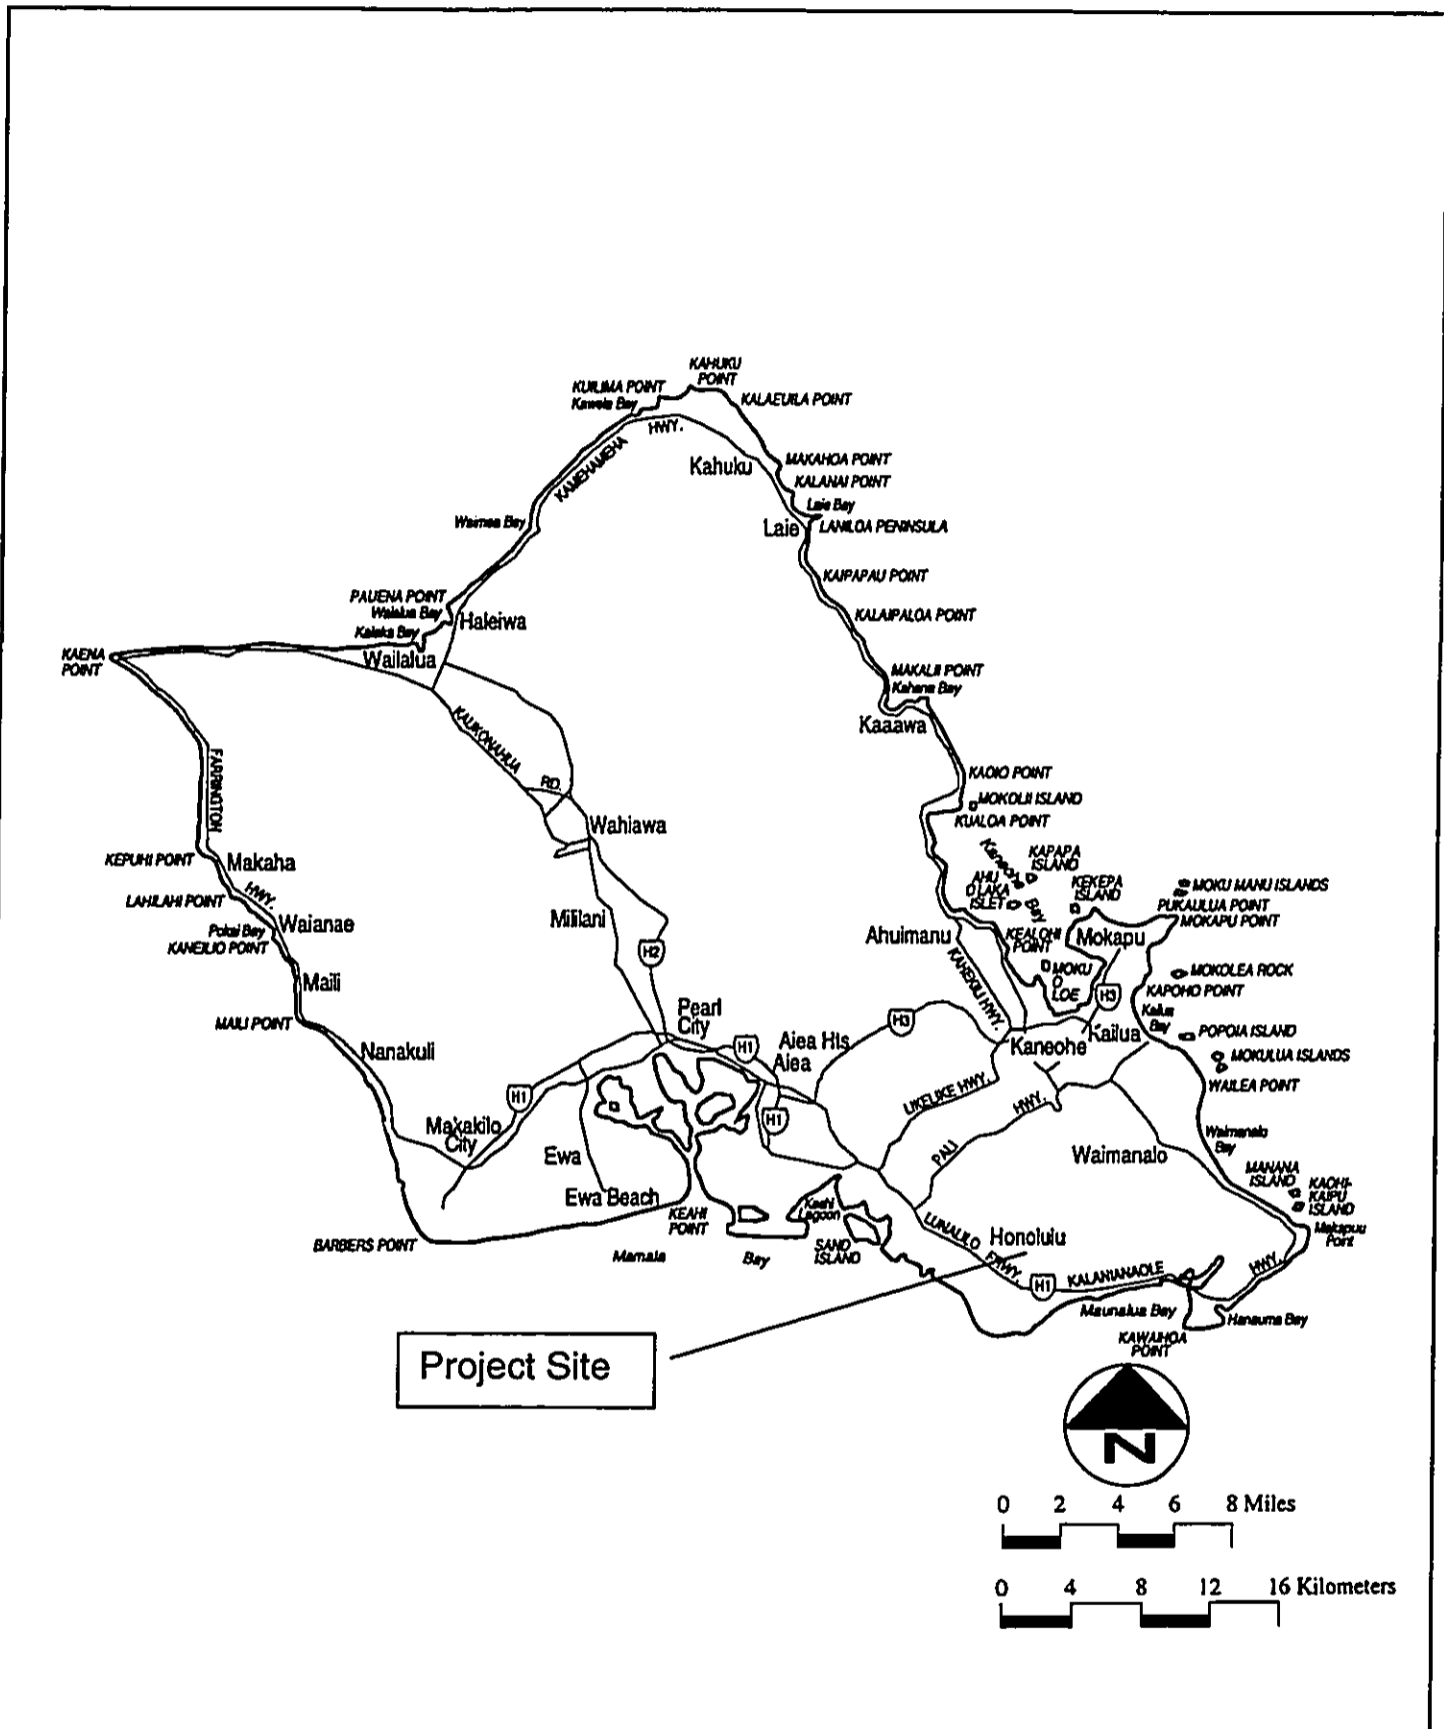 KAHUKU
POINT
KUILIMA POINT
Kawela Bay
KALAEUILA POINT
HWY.
KAMEHAMEHA
Kahuku
MAKAHOA POINT
KALANAI POINT
Laie Bay
Waimea Bay
Laie
LANILOA PENINSULA
KAIPAPAU POINT
PAUENA POINT
Waialua Bay
Haleiwa
KALAIPALOA POINT
Kaiaka Bay
KAENA
POINT
Wailalua
MAKALII POINT
Kahana Bay
Kaaawa
KAUKONAHUA
RD.
FARRINGTON
HWY.
KAOIO POINT
MOKOLII ISLAND
KUALOA POINT
Wahiawa
KEPUHI POINT
Makaha
Kaneohe
Bay
KAPAPA
ISLAND
AHU
O LAKA
ISLET
KEKEPA
ISLAND
MOKU MANU ISLANDS
PUKAULUA POINT
MOKAPU POINT
LAHILAHI POINT
Waianae
Pokai Bay
KANEILIO POINT
Mililani
Ahuimanu
KEALOHI
POINT
Mokapu
H2
KAHEKILI HWY.
MOKU
O
LOE
MOKOLEA ROCK
KAPOHO POINT
H3
Maili
MAILI POINT
Pearl
City
Kailua
Bay
Nanakuli
H1
Aiea Hts
Aiea
H3
Kaneohe
Kailua
POPOIA ISLAND
MOKULUA ISLANDS
WAILEA POINT
H1
LIKELIKE HWY.
HWY.
PALI
H1
Makakilo
City
Ewa
Waimanalo
Waimanalo
Bay
MANANA
ISLAND
KAOHI-
KAIPU
ISLAND
Ewa Beach
KEAHI
POINT
Keehi
Lagoon
BARBERS POINT
Mamala
Bay
SAND
ISLAND
LUNALILO
FRWY.
Honolulu
Makapuu
Point
H1
KALANIANAOLE
HWY.
Maunalua Bay
Hanauma Bay
KAWAIHOA
POINT
Project Site
N
0 2 4 6 8 Miles
0 4 8 12 16 Kilometers